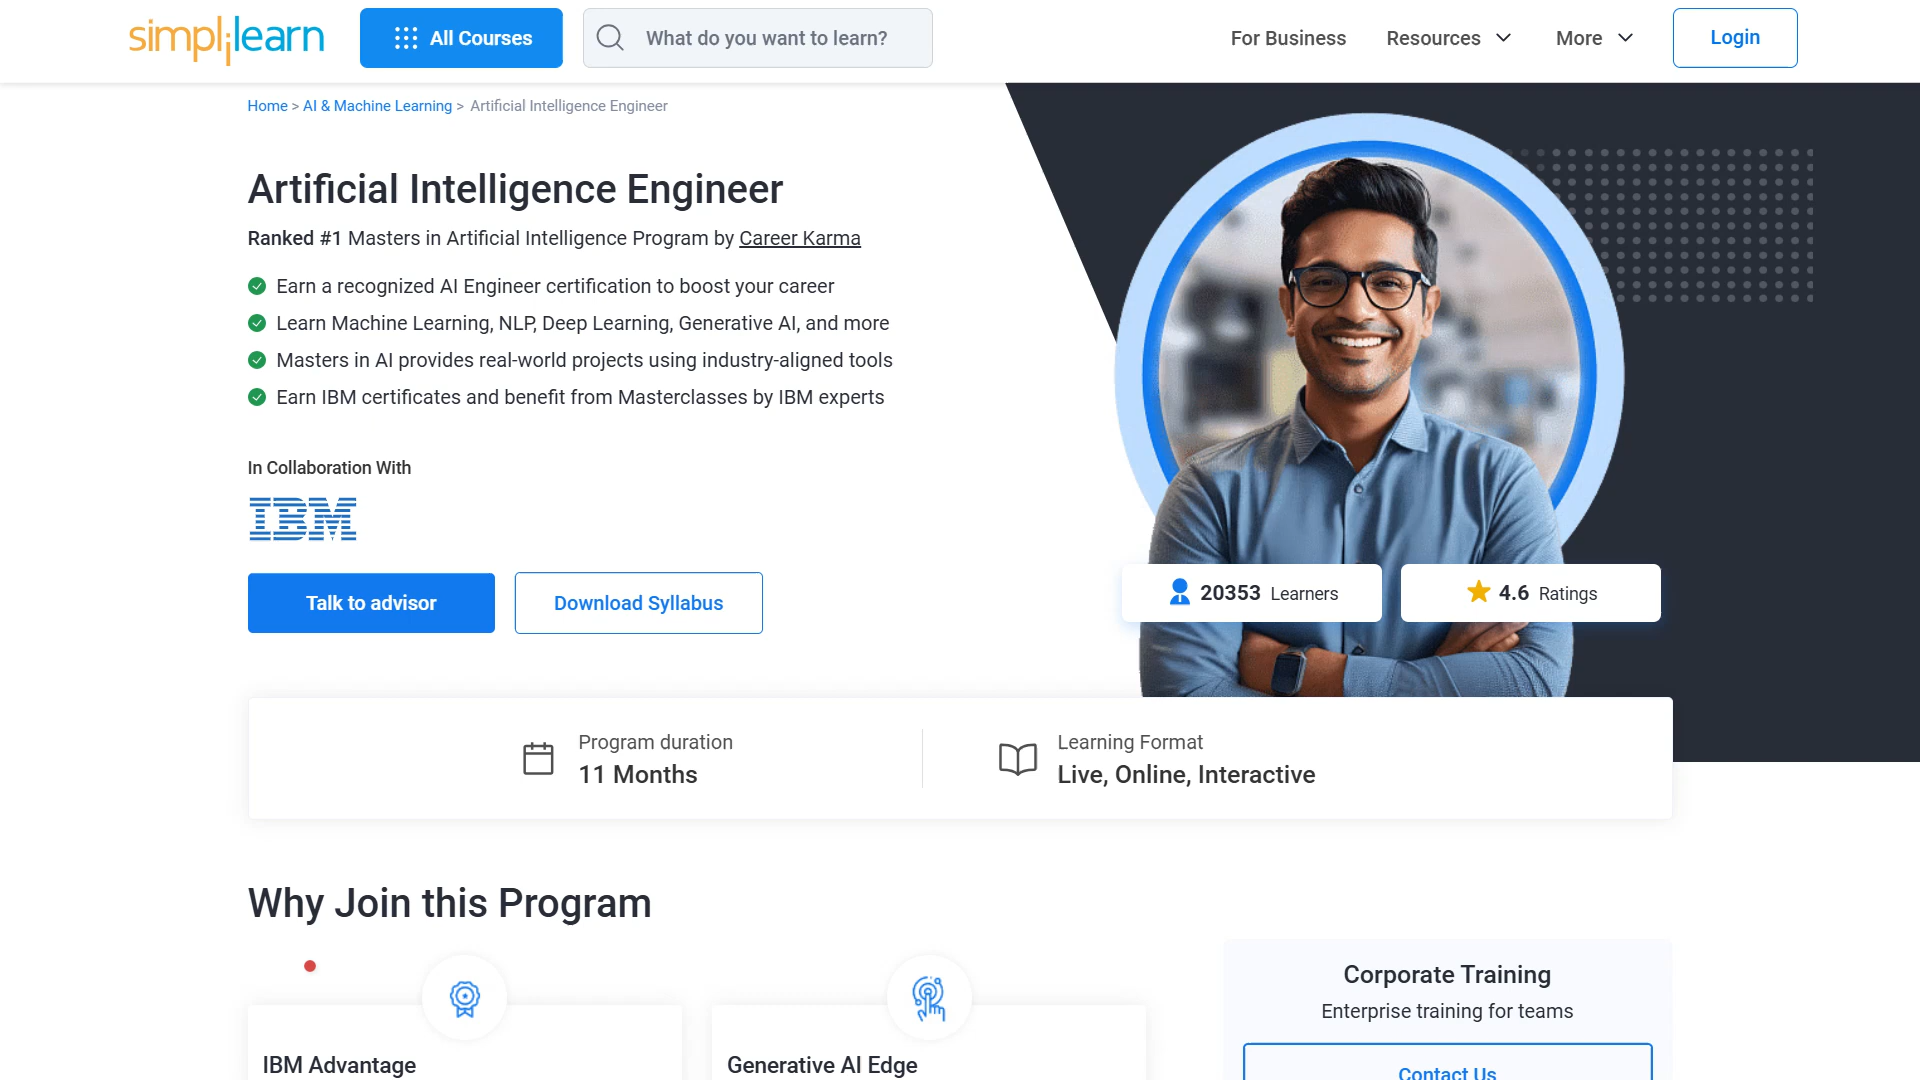 simplilearn
All Courses
What do you want to learn?
For Business
Resources
More
Login
Home > AI & Machine Learning > Artificial Intelligence Engineer
Artificial Intelligence Engineer
Ranked #1 Masters in Artificial Intelligence Program by Career Karma
Earn a recognized AI Engineer certification to boost your career
Learn Machine Learning, NLP, Deep Learning, Generative AI, and more
Masters in AI provides real-world projects using industry-aligned tools
Earn IBM certificates and benefit from Masterclasses by IBM experts
In Collaboration With
IBM
Talk to advisor
Download Syllabus
20353 Learners
4.6 Ratings
Program duration
11 Months
Learning Format
Live, Online, Interactive
Why Join this Program
IBM Advantage
Generative AI Edge
Corporate Training
Enterprise training for teams
Contact Us